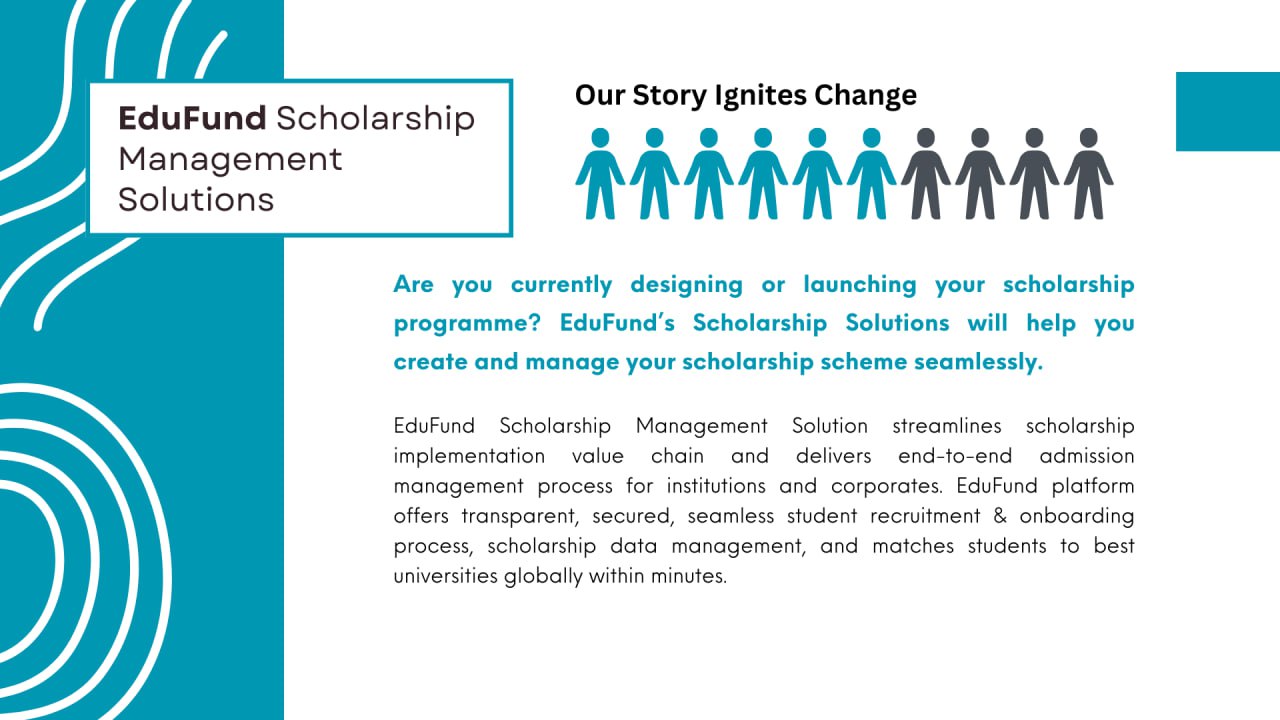 EduFund Scholarship
Management
Solutions
Our Story Ignites Change
Are you currently designing or launching your scholarship
programme? EduFund's Scholarship Solutions will help you
create and manage your scholarship scheme seamlessly.
EduFund Scholarship Management Solution streamlines scholarship
implementation value chain and delivers end-to-end admission
management process for institutions and corporates. EduFund platform
offers transparent, secured, seamless student recruitment & onboarding
process, scholarship data management, and matches students to best
universities globally within minutes.